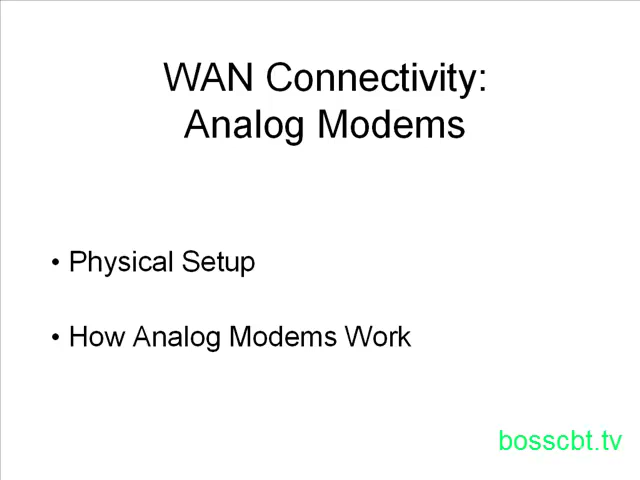 WAN Connectivity:
Analog Modems
• Physical Setup
• How Analog Modems Work
bosscbt.tv